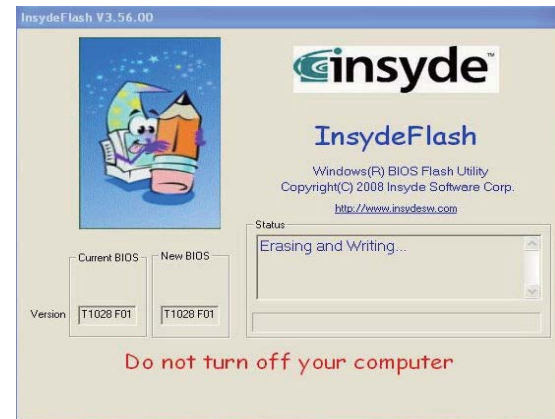 InsydeFlash V3.56.00
insyde™
InsydeFlash
Windows(R) BIOS Flash Utility
Copyright(C) 2008 Insyde Software Corp.
http://www.insydesw.com
Status
Erasing and Writing...
Current BIOS
New BIOS
Version
T1028 F01
T1028 F01
Do not turn off your computer